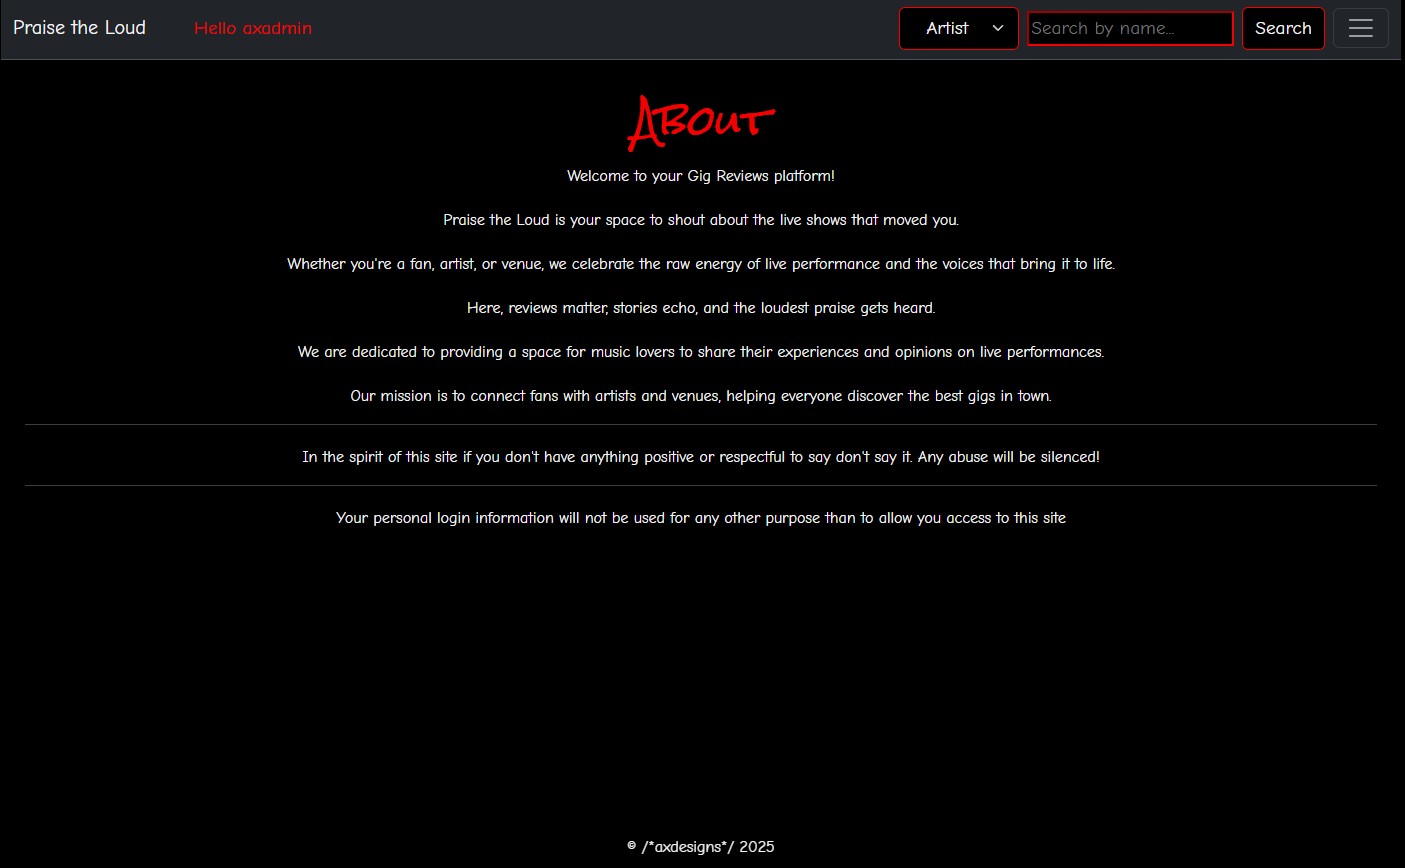 Praise the Loud Hello axadmin Artist Search by name... Search
About
Welcome to your Gig Reviews platform!
Praise the Loud is your space to shout about the live shows that moved you.
Whether you're a fan, artist, or venue, we celebrate the raw energy of live performance and the voices that bring it to life.
Here, reviews matter, stories echo, and the loudest praise gets heard.
We are dedicated to providing a space for music lovers to share their experiences and opinions on live performances.
Our mission is to connect fans with artists and venues, helping everyone discover the best gigs in town.
In the spirit of this site if you don't have anything positive or respectful to say don't say it. Any abuse will be silenced!
Your personal login information will not be used for any other purpose than to allow you access to this site
© /*axdesigns*/ 2025